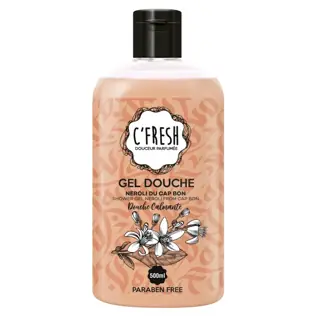 C'FRESH
DOUCEUR PARFUMÉE
GEL DOUCHE
NEROLI DU CAP BON
SHOWER GEL NEROLI FROM CAP BON
Douche Calmante
500ml
PARABEN FREE